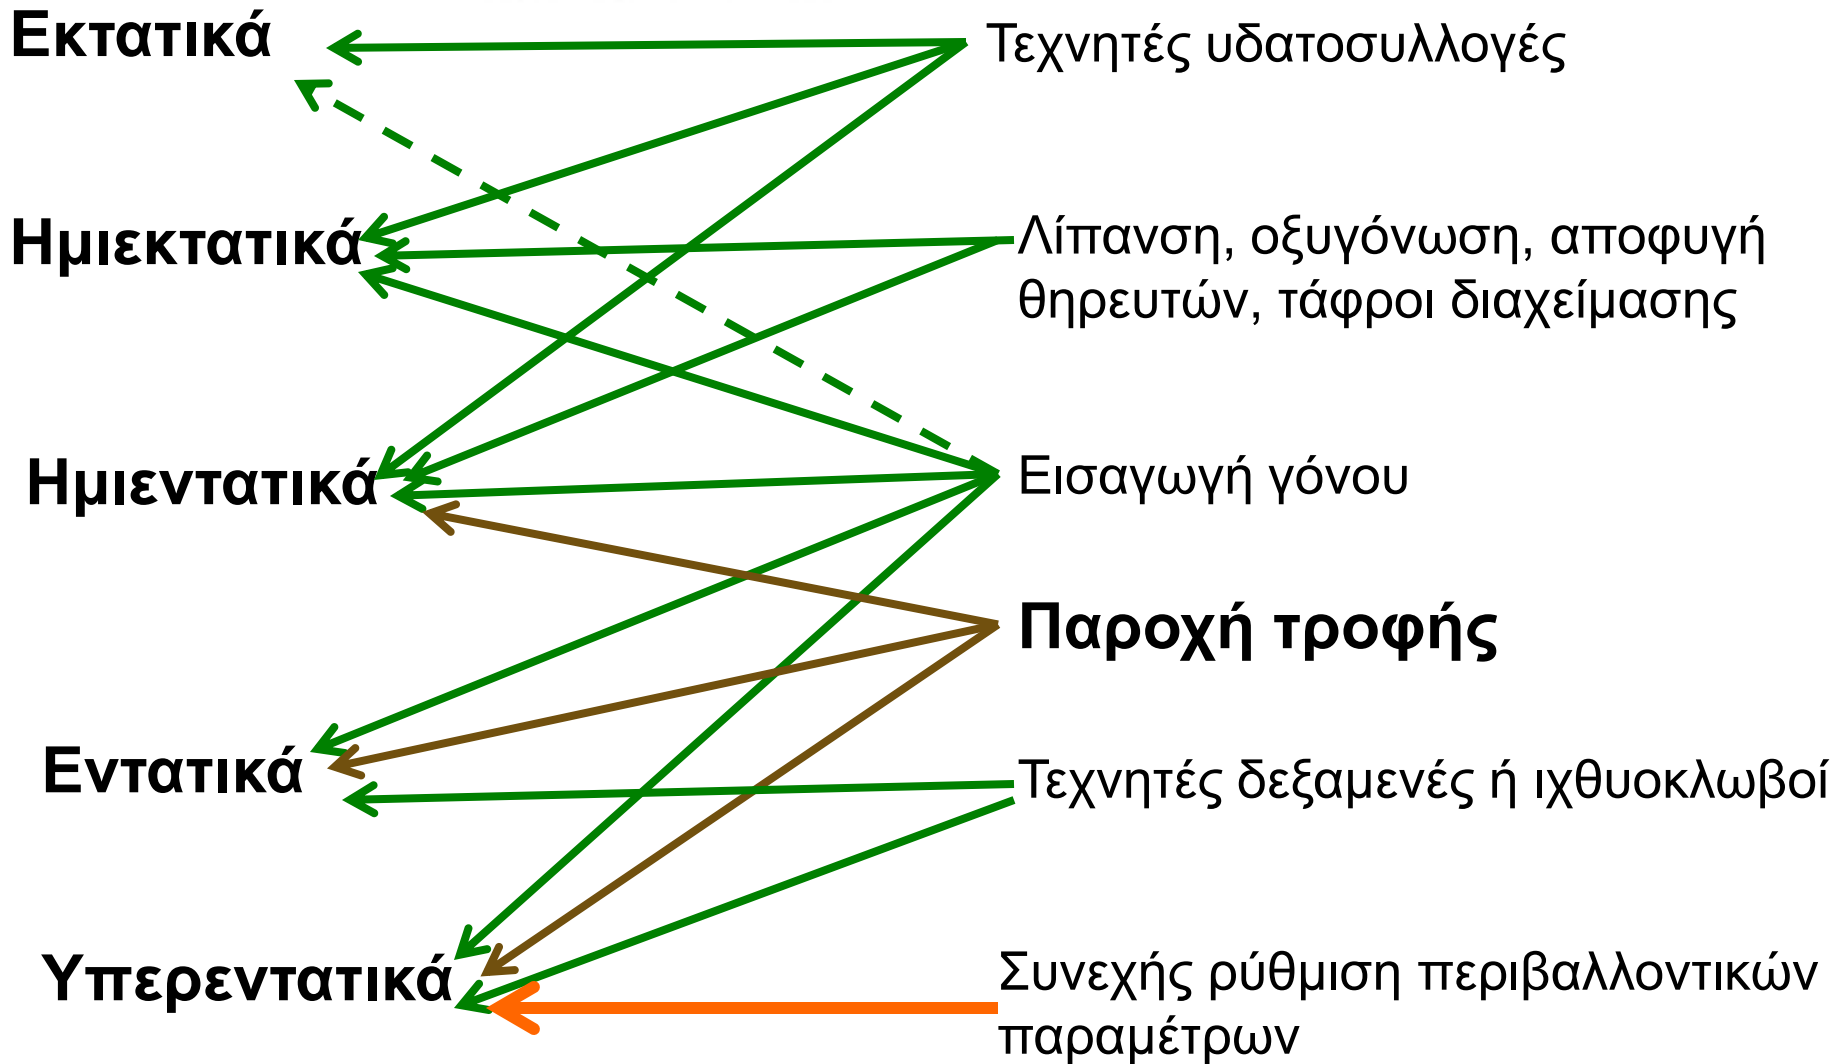 Εκτατικά
Τεχνητές υδατοσυλλογές
Ημιεκτατικά
Λίπανση, οξυγόνωση, αποφυγή
θηρευτών, τάφροι διαχείμασης
Ημιεντατικά
Εισαγωγή γόνου
Παροχή τροφής
Εντατικά
Τεχνητές δεξαμενές ή ιχθυοκλωβοί
Υπερεντατικά
Συνεχής ρύθμιση περιβαλλοντικών
παραμέτρων